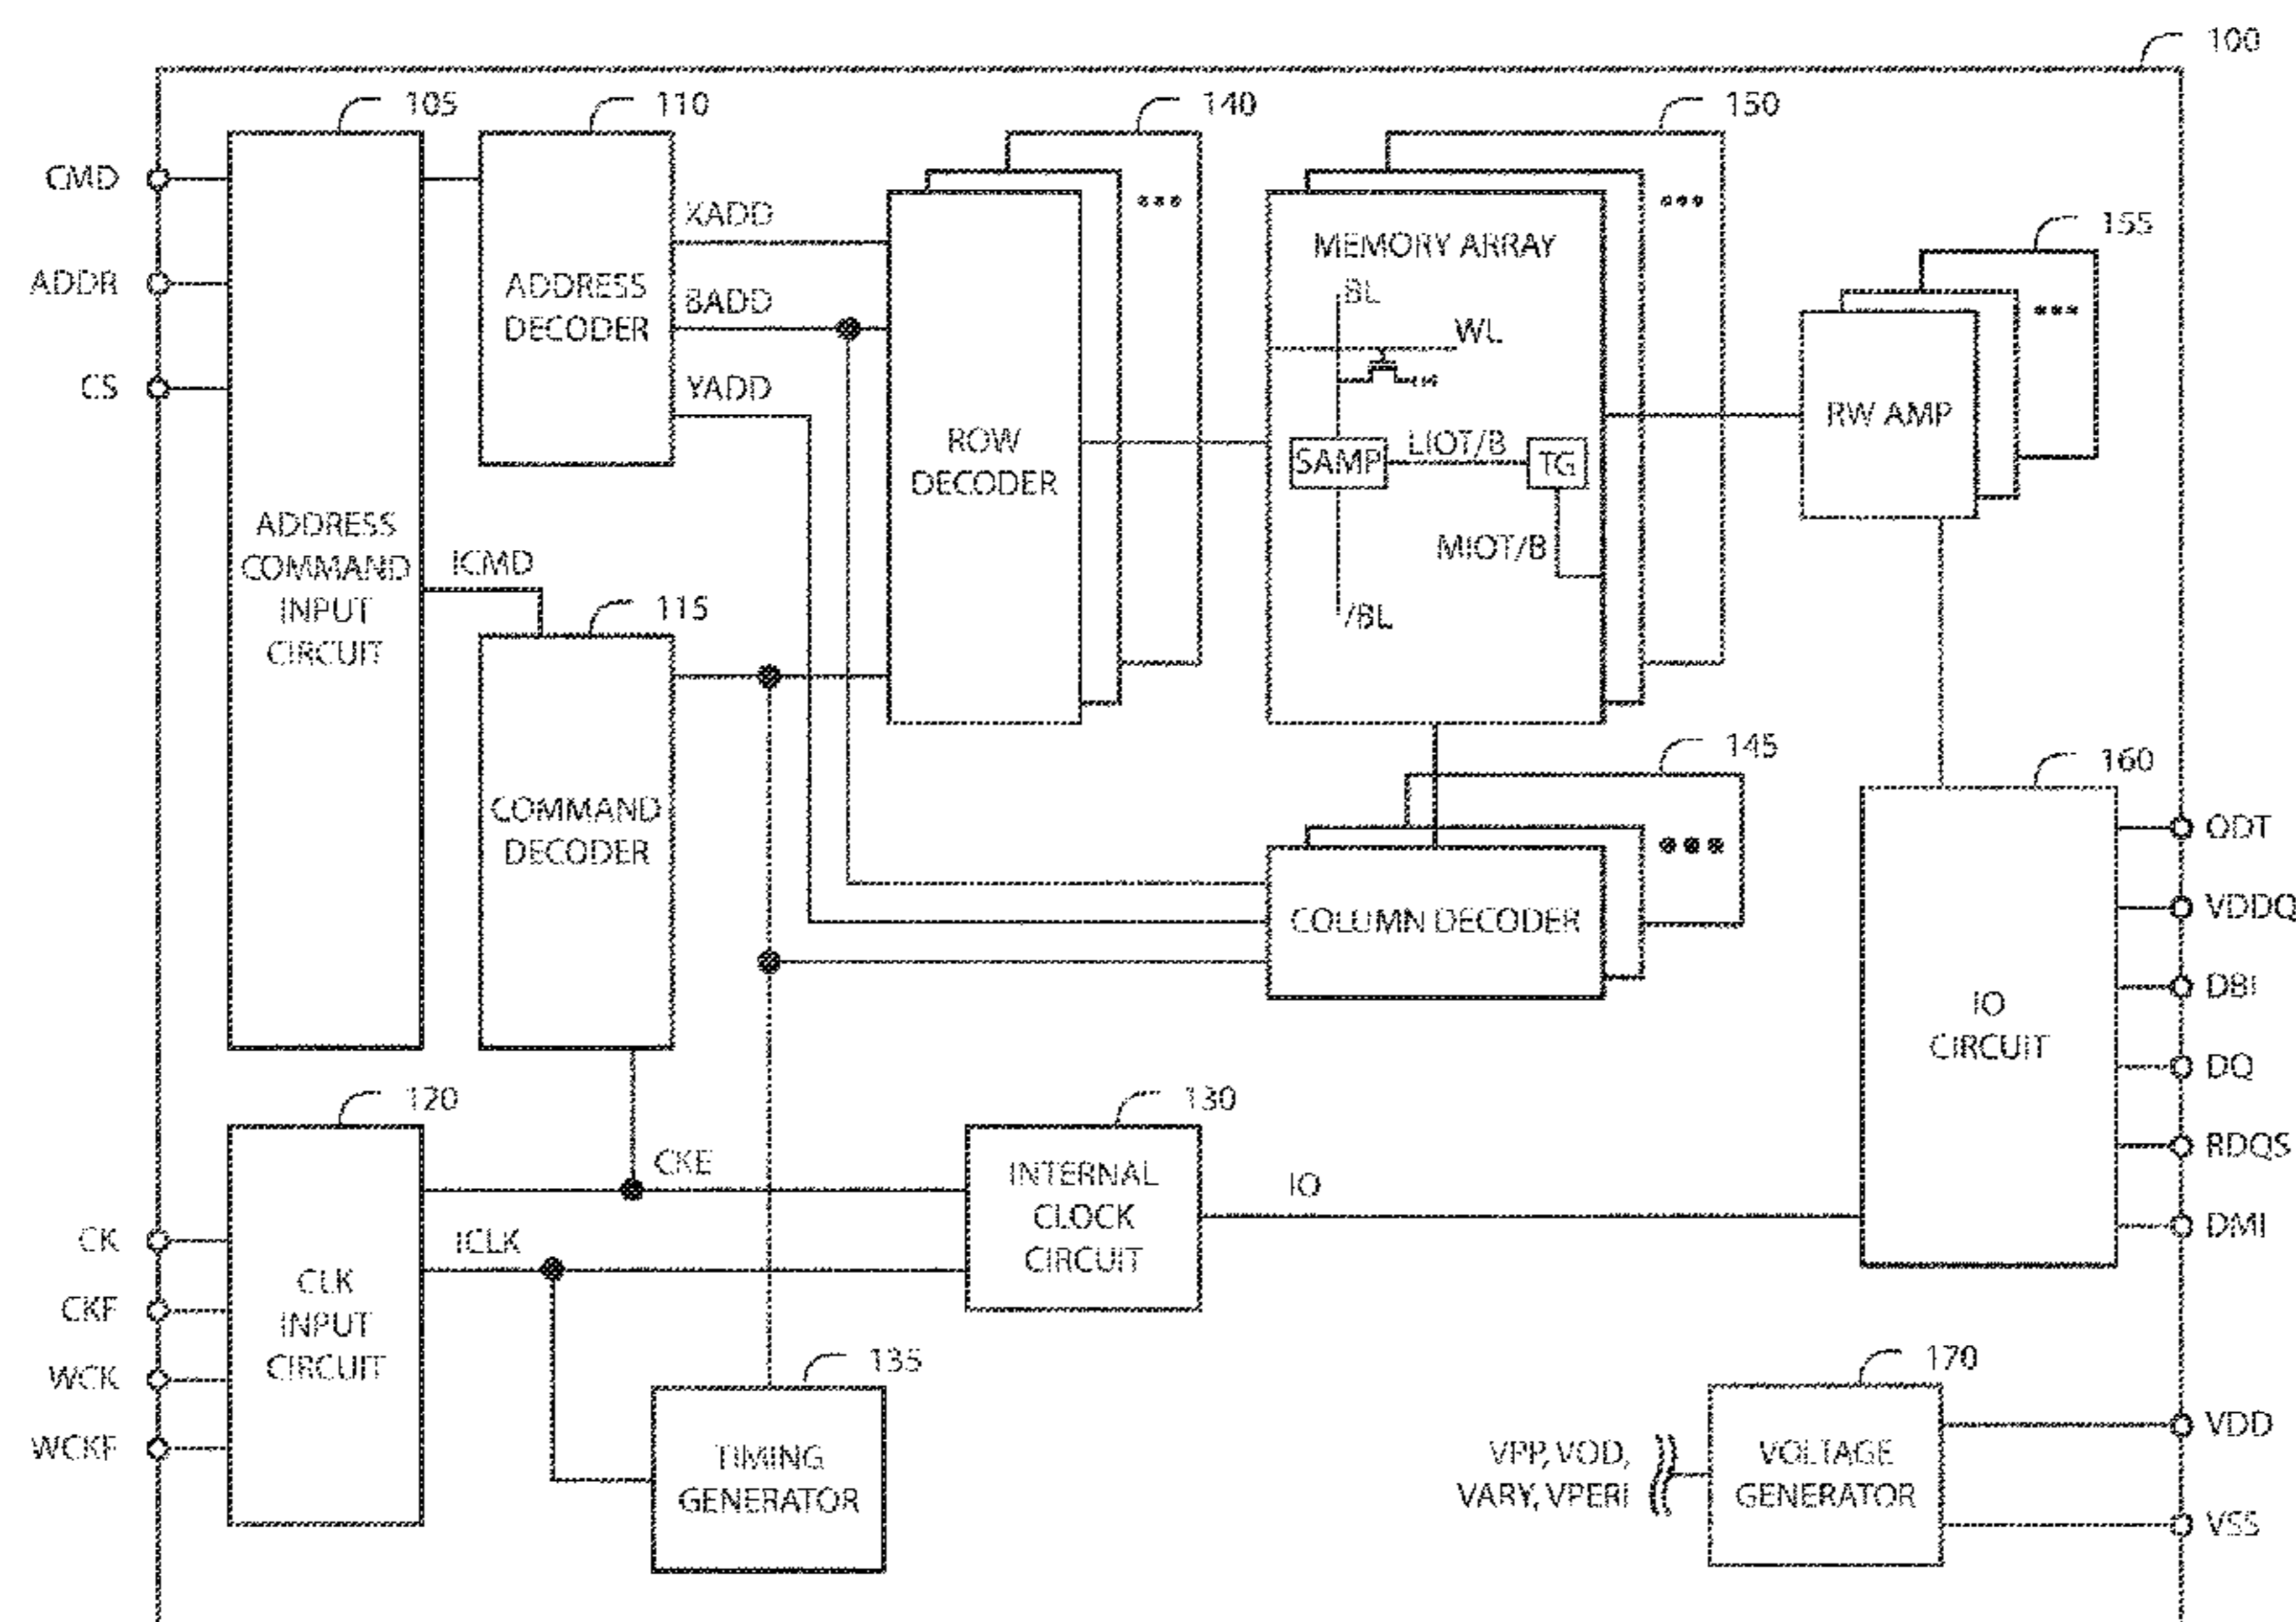 100
105
110
140
150
CMD
XADD
155
MEMORY ARRAY
ADDR
ADDRESS
DECODER
BADD
BL
WL
CS
YADD
RW AMP
ROW
DECODER
SAMP
LIOT/B
TG
ADDRESS
COMMAND
INPUT
CIRCUIT
ICMD
MIOT/B
115
/BL
145
160
COMMAND
DECODER
ODT
VDDQ
COLUMN DECODER
DBI
IO
CIRCUIT
DQ
120
130
CKE
INTERNAL
CLOCK
CIRCUIT
IO
RDQS
CK
ICLK
DMI
CKF
CLK
INPUT
CIRCUIT
135
170
WCK
WCKF
TIMING
GENERATOR
VPP, VOD,
VARY, VPERI
VOLTAGE
GENERATOR
VDD
VSS